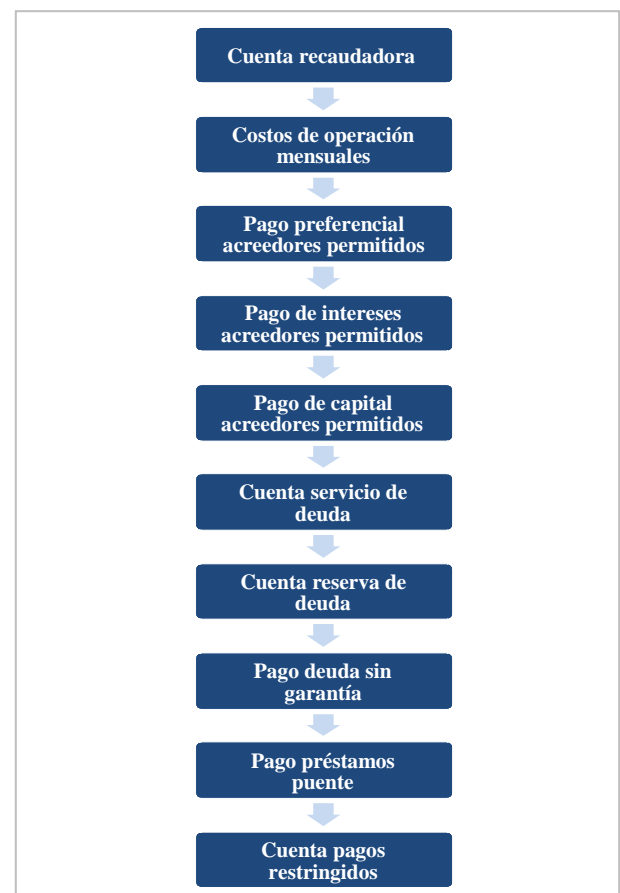 Cuenta recaudadora
Costos de operación
mensuales
Pago preferencial
acreedores permitidos
Pago de intereses
acreedores permitidos
Pago de capital
acreedores permitidos
Cuenta servicio de
deuda
Cuenta reserva de
deuda
Pago deuda sin
garantía
Pago préstamos
puente
Cuenta pagos
restringidos